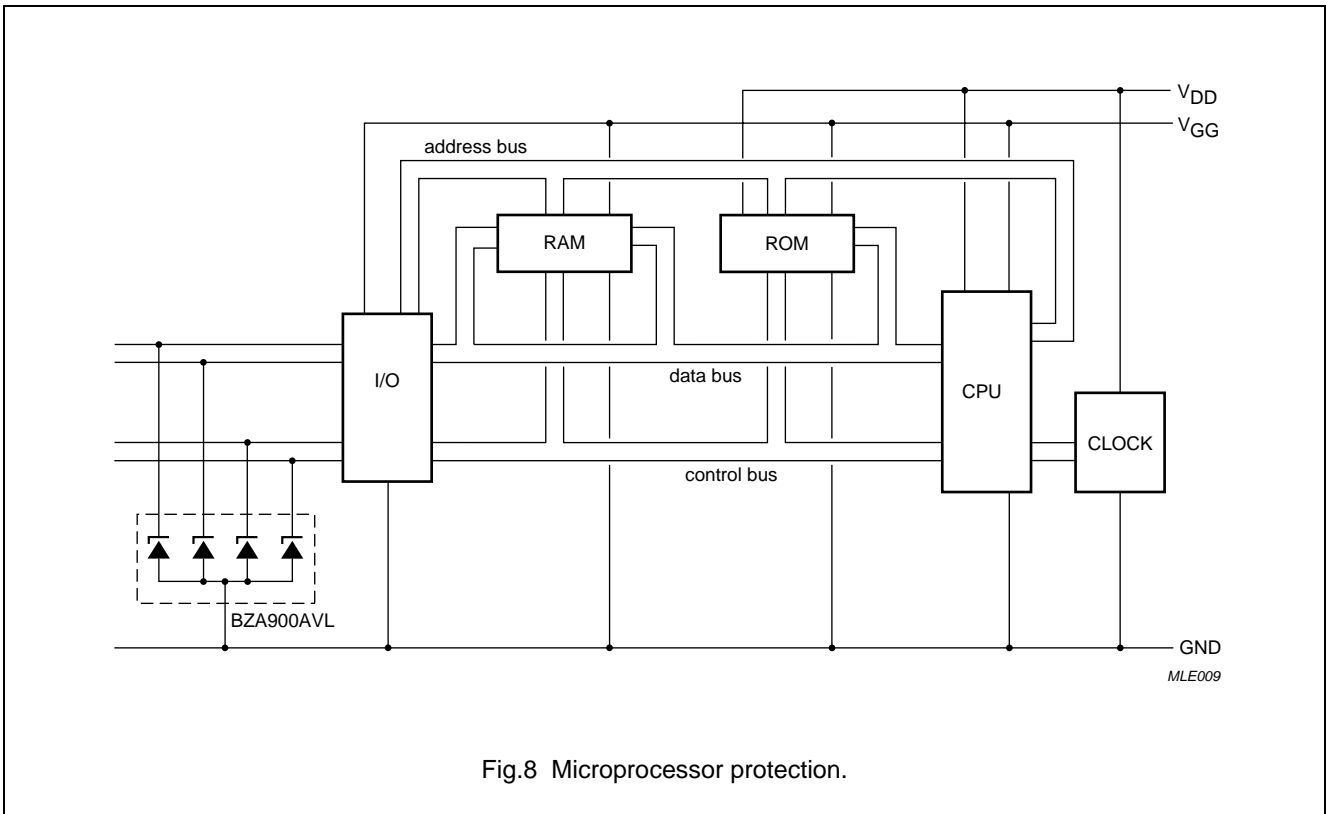 V_DD
V_GG
address bus
RAM
ROM
I/O
data bus
CPU
CLOCK
control bus
BZA900AVL
GND
MLE009
Fig.8 Microprocessor protection.